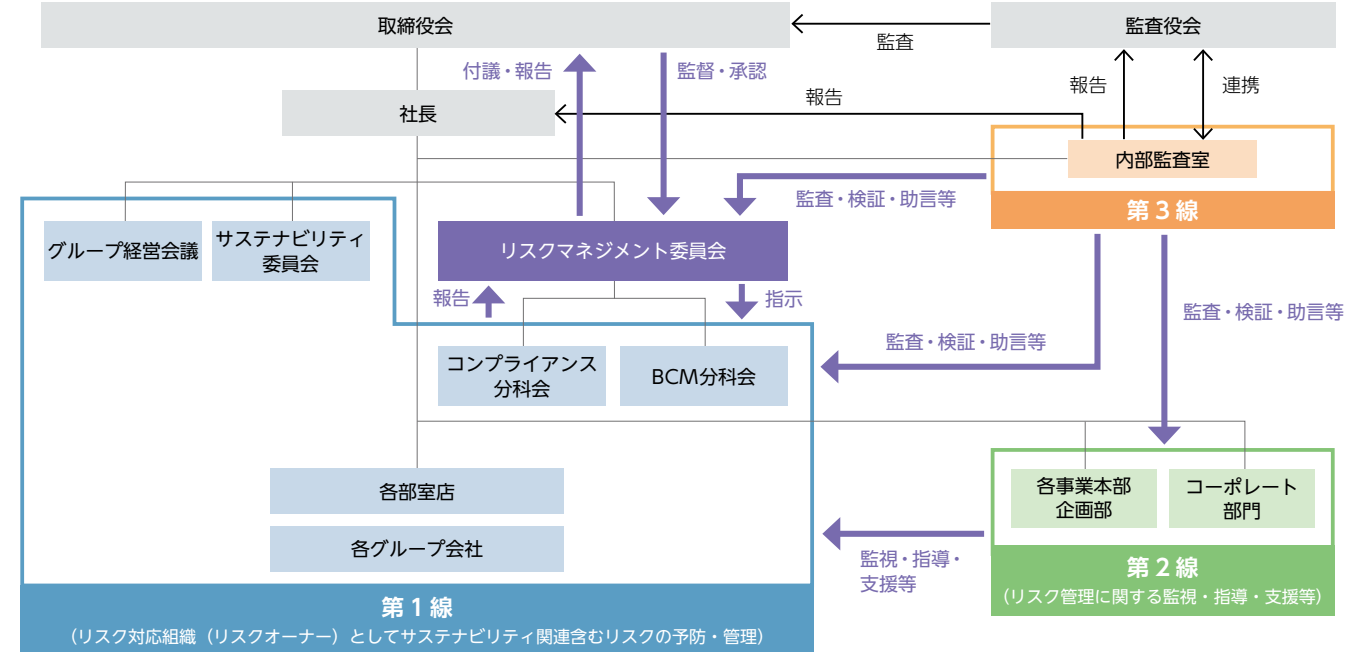 取締役会
監査役会
監査
付議・報告
監督・承認
報告
連携
社長
報告
内部監査室
第3線
監査・検証・助言等
グループ経営会議
サステナビリティ
委員会
リスクマネジメント委員会
報告
指示
監査・検証・助言等
監査・検証・助言等
コンプライアンス
分科会
BCM分科会
各部室店
各グループ会社
各事業本部
企画部
コーポレート
部門
監視・指導・
支援等
第2線
（リスク管理に関する監視・指導・支援等）
第1線
（リスク対応組織（リスクオーナー）としてサステナビリティ関連含むリスクの予防・管理）